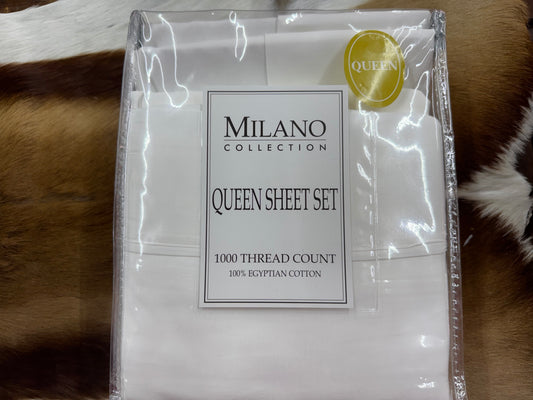 QUEEN
MILANO
COLLECTION
QUEEN SHEET SET
1000 THREAD COUNT
100% EGYPTIAN COTTON